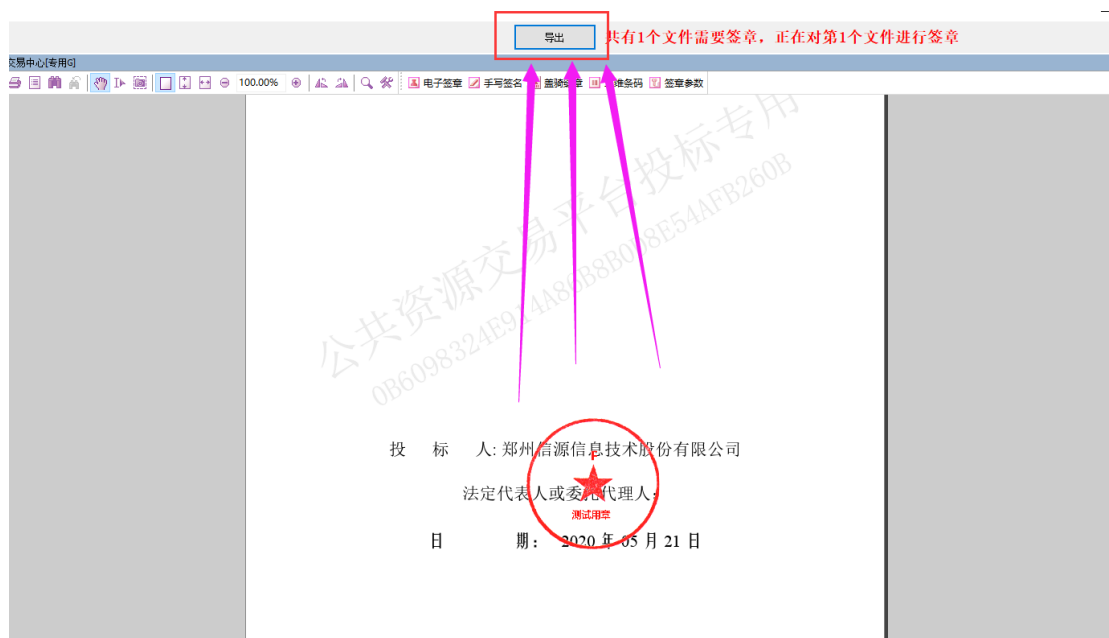 导出 共有1个文件需要签章，正在对第1个文件进行签章
交易中心[专用G]
100.00% 电子签章 手写签名 盖骑缝章 二维条码 签章参数
公共资源交易平台投标专用
投 标 人: 郑州信源信息技术股份有限公司
法定代表人或委托代理人:
测试用章
日 期: 2020 年 05 月 21 日